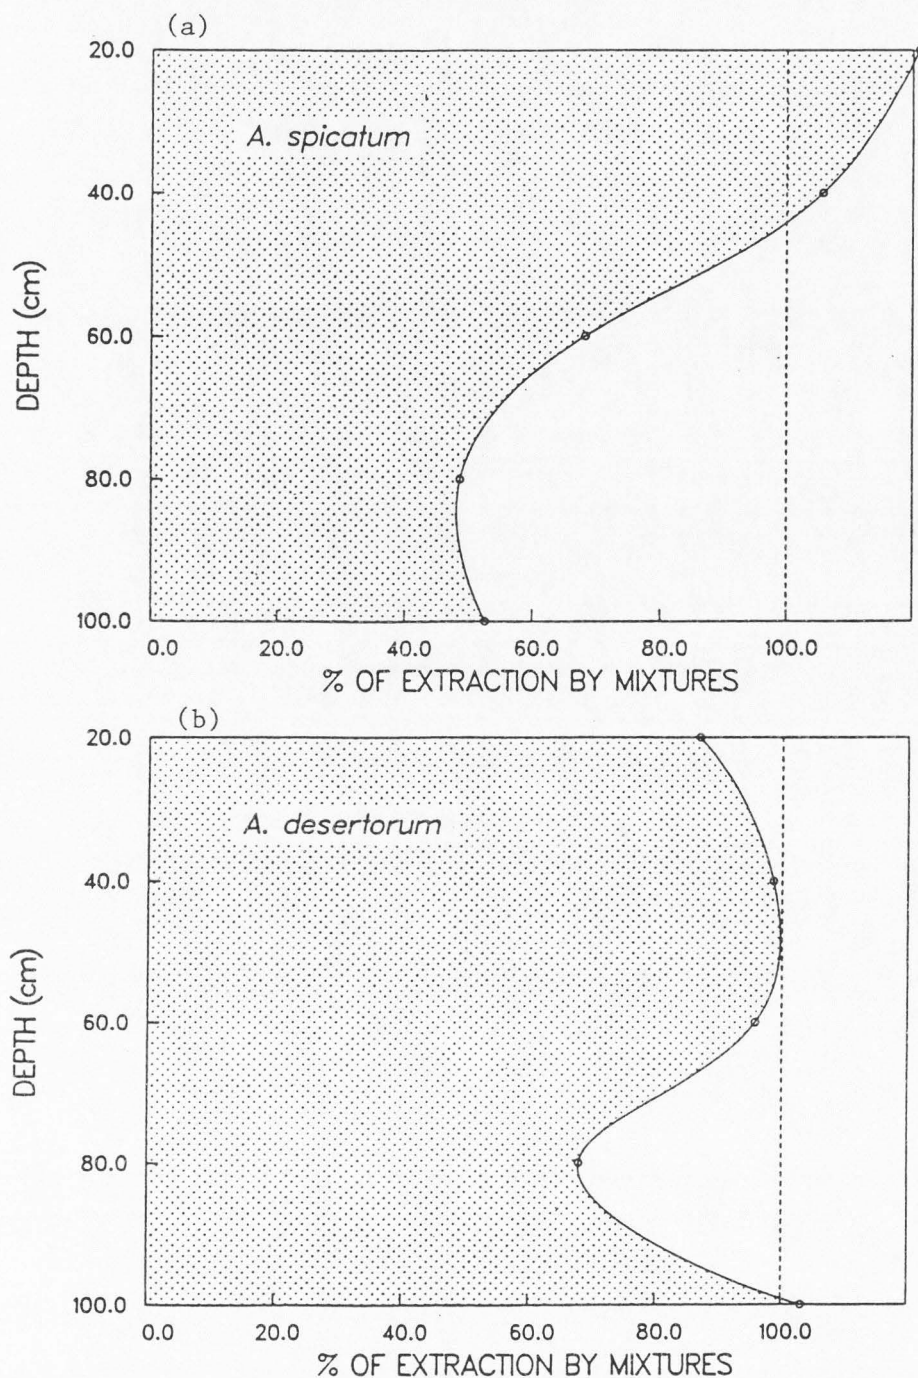 (a)
20.0
A. spicatum
40.0
DEPTH (cm)
60.0
80.0
100.0
0.0 20.0 40.0 60.0 80.0 100.0
% OF EXTRACTION BY MIXTURES
(b)
20.0
A. desertorum
40.0
DEPTH (cm)
60.0
80.0
100.0
0.0 20.0 40.0 60.0 80.0 100.0
% OF EXTRACTION BY MIXTURES